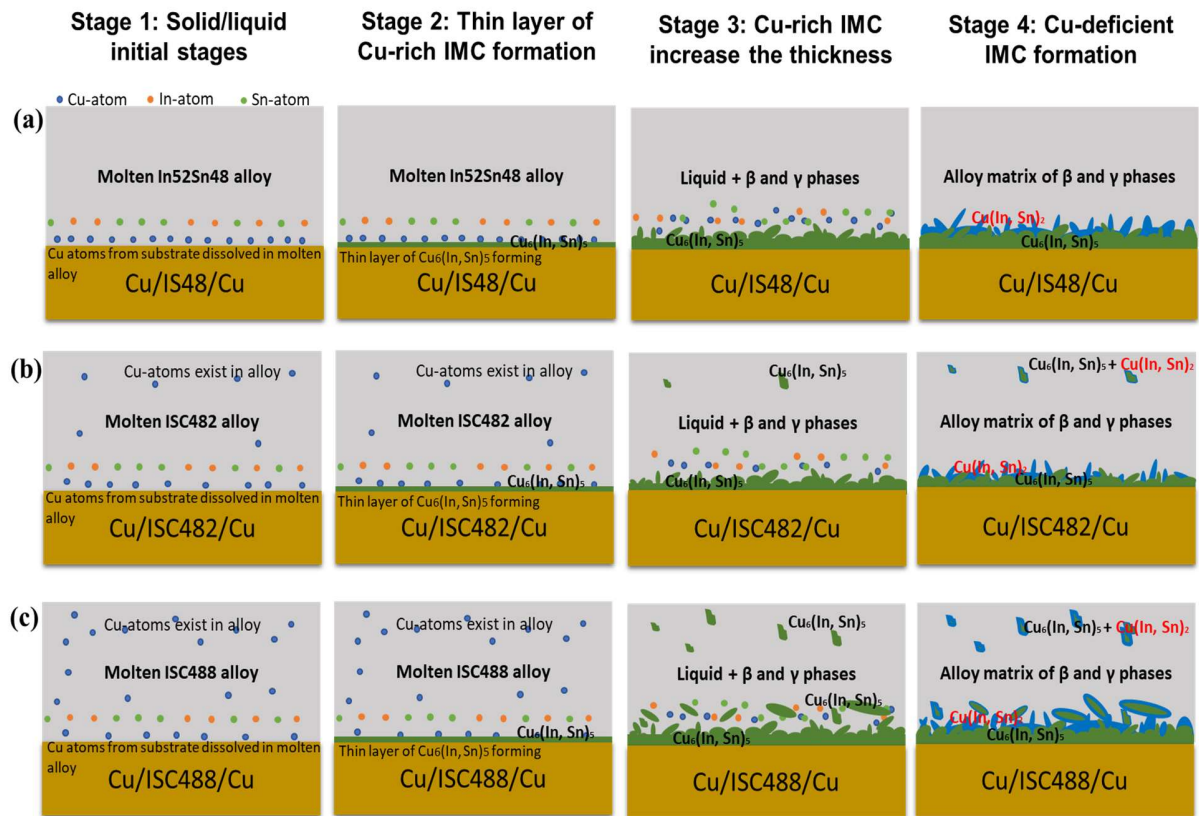 Stage 1: Solid/liquid
initial stages
Stage 2: Thin layer of
Cu-rich IMC formation
Stage 3: Cu-rich IMC
increase the thickness
Stage 4: Cu-deficient
IMC formation
Cu-atom In-atom Sn-atom
(a)
Molten In52Sn48 alloy
Cu atoms from substrate dissolved in molten
alloy
Cu/IS48/Cu
Molten In52Sn48 alloy
Cu₆(In, Sn)₅
Thin layer of Cu₆(In, Sn)₅ forming
Cu/IS48/Cu
Liquid + β and γ phases
Cu₆(In, Sn)₅
Cu/IS48/Cu
Alloy matrix of β and γ phases
Cu(In, Sn)₂
Cu₆(In, Sn)₅
Cu/IS48/Cu
(b)
Cu-atoms exist in alloy
Molten ISC482 alloy
Cu atoms from substrate dissolved in molten
alloy
Cu/ISC482/Cu
Cu-atoms exist in alloy
Molten ISC482 alloy
Cu₆(In, Sn)₅
Thin layer of Cu₆(In, Sn)₅ forming
Cu/ISC482/Cu
Cu₆(In, Sn)₅
Liquid + β and γ phases
Cu₆(In, Sn)₅
Cu/ISC482/Cu
Cu₆(In, Sn)₅ + Cu(In, Sn)₂
Alloy matrix of β and γ phases
Cu(In, Sn)₂
Cu₆(In, Sn)₅
Cu/ISC482/Cu
(c)
Cu-atoms exist in alloy
Molten ISC488 alloy
Cu atoms from substrate dissolved in molten
alloy
Cu/ISC488/Cu
Cu-atoms exist in alloy
Molten ISC488 alloy
Cu₆(In, Sn)₅
Thin layer of Cu₆(In, Sn)₅ forming
Cu/ISC488/Cu
Cu₆(In, Sn)₅
Liquid + β and γ phases
Cu₆(In, Sn)₅
Cu₆(In, Sn)₅
Cu/ISC488/Cu
Cu₆(In, Sn)₅ + Cu(In, Sn)₂
Alloy matrix of β and γ phases
Cu(In, Sn)₂
Cu₆(In, Sn)₅
Cu/ISC488/Cu